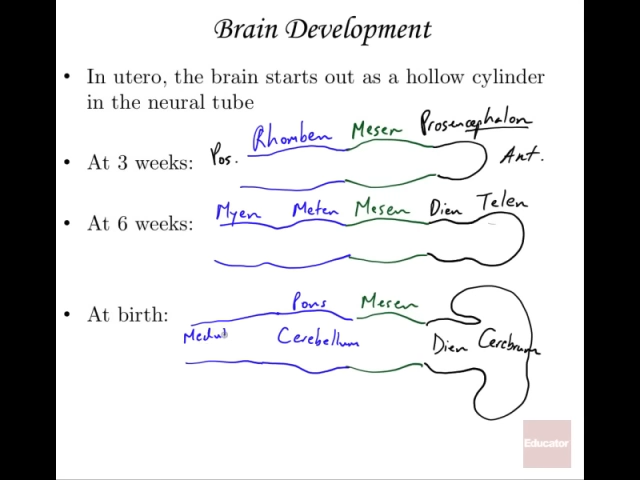 Brain Development
• In utero, the brain starts out as a hollow cylinder
in the neural tube
Rhomben Mesen Prosencephalon
• At 3 weeks: Pos. Ant.
• At 6 weeks: Myen Meten Mesen Dien Telen
Pons Mesen
• At birth:
Medul Cerebellum Dien Cerebrum
Educator